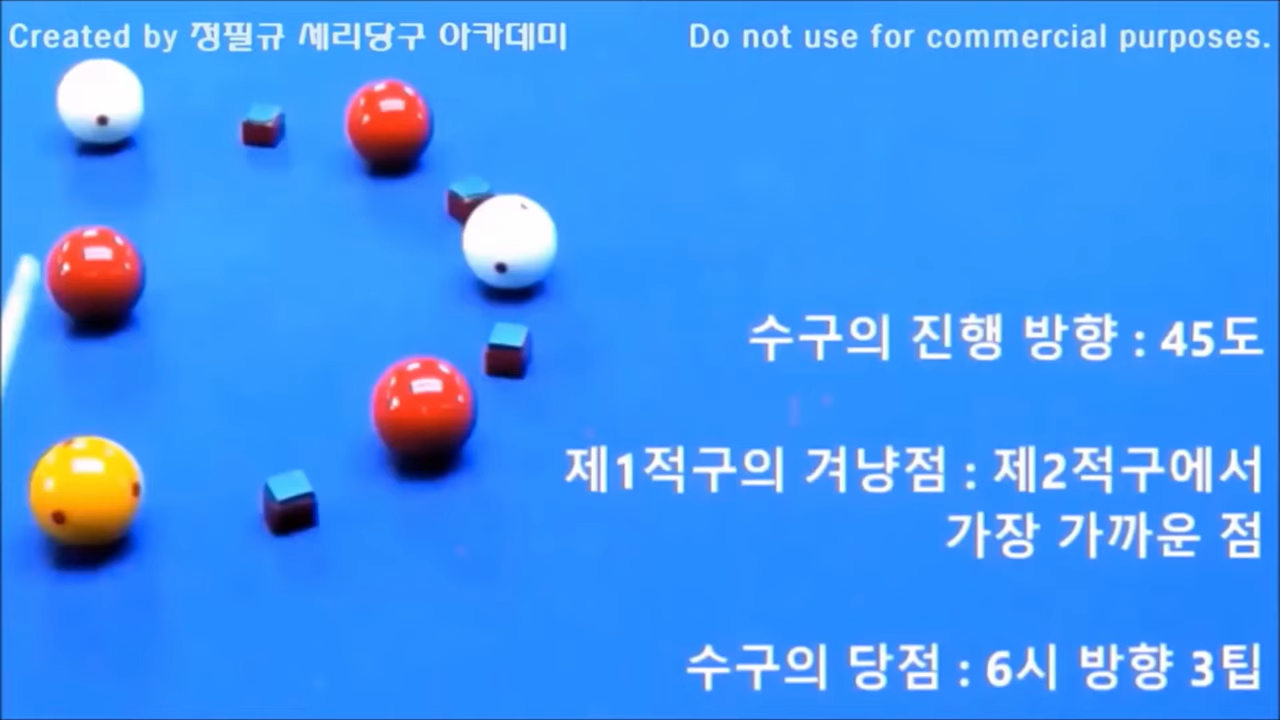 Created by 정필규 세리당구 아카데미
Do not use for commercial purposes.
수구의 진행 방향 : 45도
제1적구의 겨냥점 : 제2적구에서
가장 가까운 점
수구의 당점 : 6시 방향 3팁